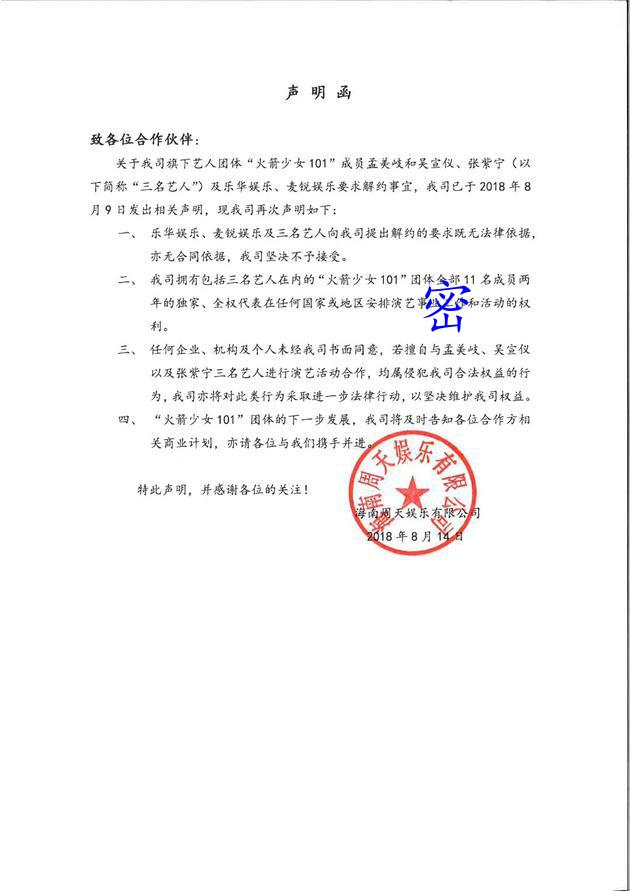 声 明 函
致各位合作伙伴：
关于我司旗下艺人团体“火箭少女101”成员孟美岐和吴宣仪、张紫宁（以
下简称“三名艺人”）及乐华娱乐、麦锐娱乐要求解约事宜，我司已于2018年8
月9日发出相关声明，现我司再次声明如下：
一、 乐华娱乐、麦锐娱乐及三名艺人向我司提出解约的要求既无法律依据，
亦无合同依据，我司坚决不予接受。
二、 我司拥有包括三名艺人在内的“火箭少女101”团体全部11名成员两
年的独家、全权代表在任何国家或地区安排演艺事业工作和活动的权
利。
密
三、 任何企业、机构及个人未经我司书面同意，若擅自与孟美岐、吴宣仪
以及张紫宁三名艺人进行演艺活动合作，均属侵犯我司合法权益的行
为，我司亦将对此类行为采取进一步法律行动，以坚决维护我司权益。
四、 “火箭少女101”团体的下一步发展，我司将及时告知各位合作方相
关商业计划，亦请各位与我们携手并进。
特此声明，并感谢各位的关注！
海南周天娱乐有限公司
海南周天娱乐有限公司
2018年8月14日